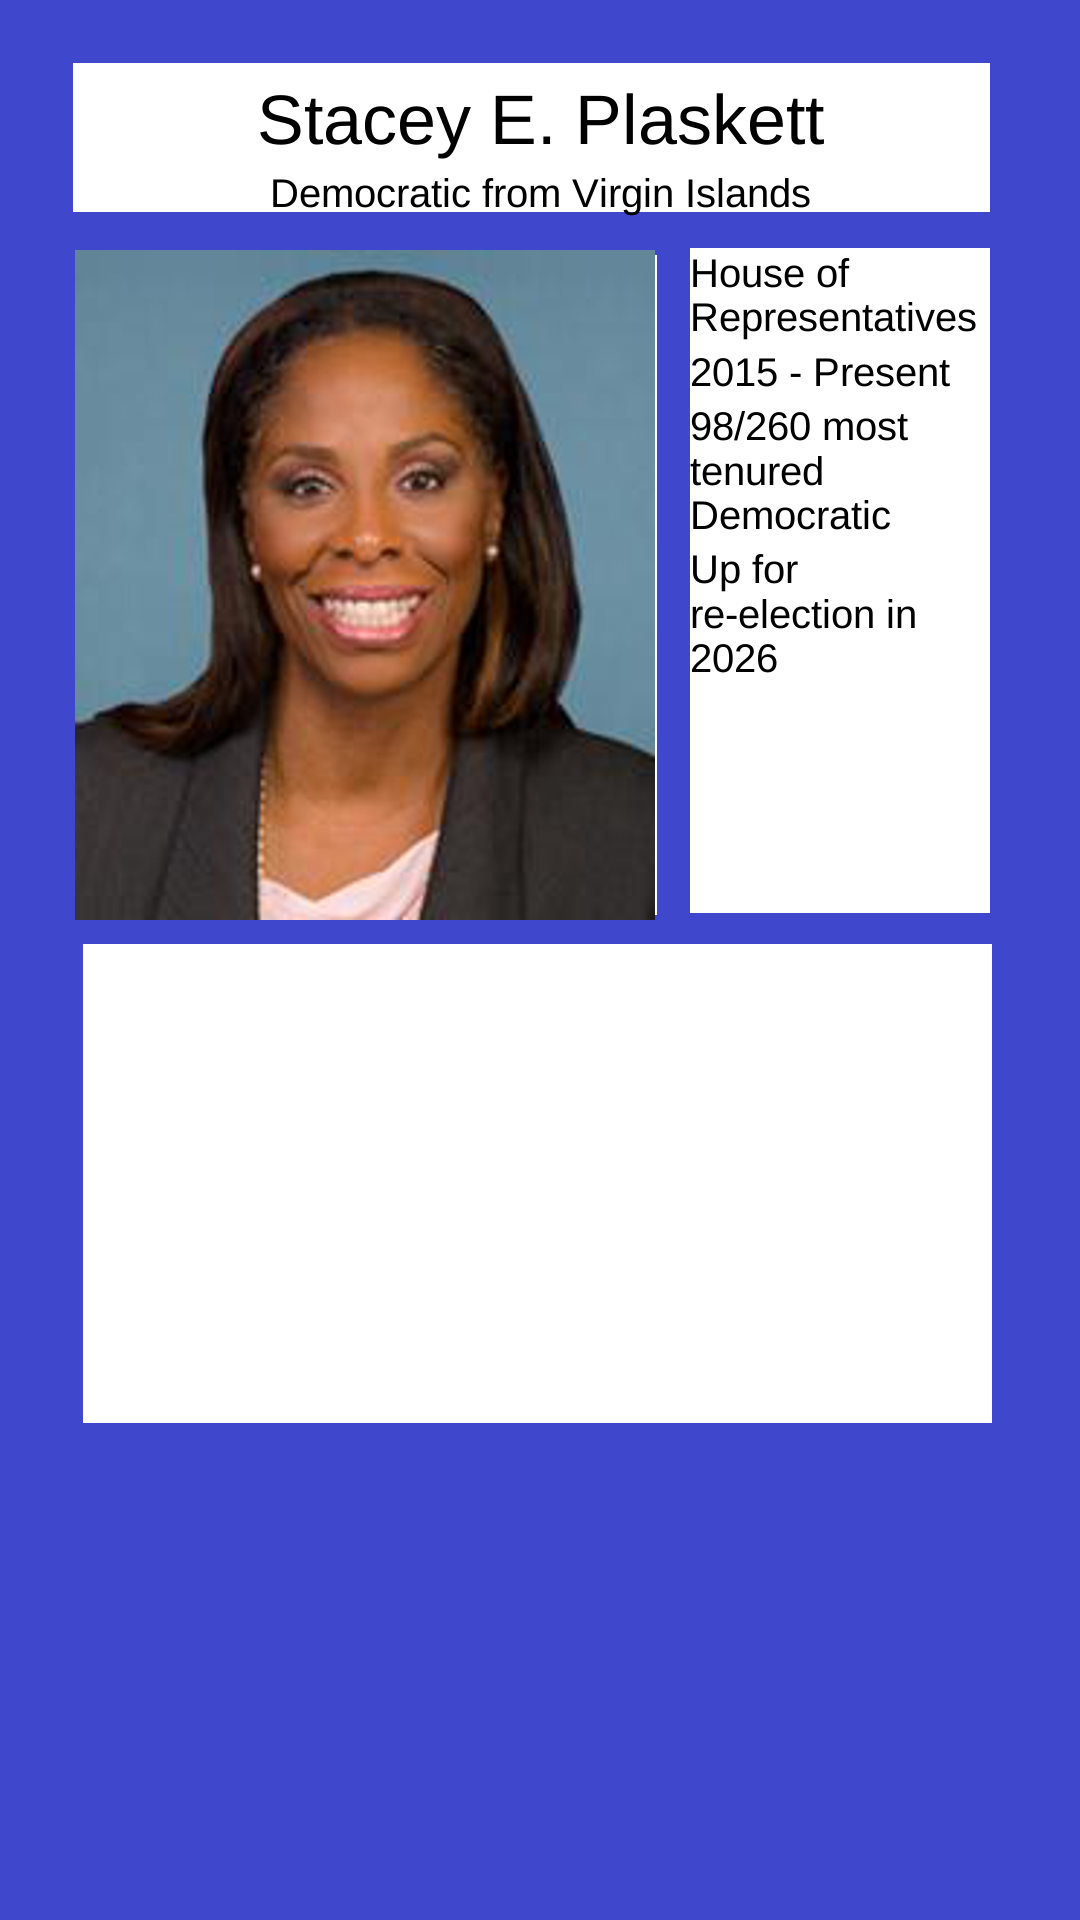 Stacey E. Plaskett
Democratic from Virgin Islands
House of
Representatives
2015 - Present
98/260 most
tenured
Democratic
Up for
re-election in
2026